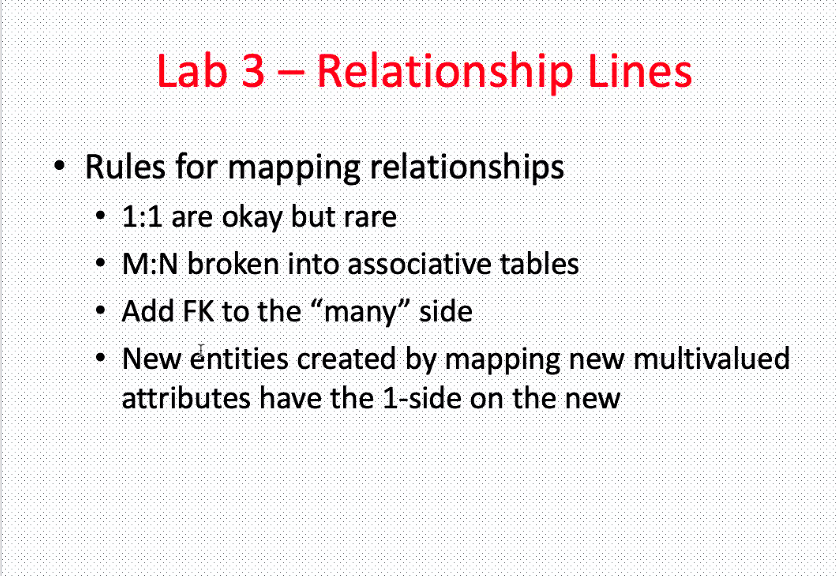 Lab 3 – Relationship Lines
• Rules for mapping relationships
• 1:1 are okay but rare
• M:N broken into associative tables
• Add FK to the “many” side
• New entities created by mapping new multivalued
attributes have the 1-side on the new